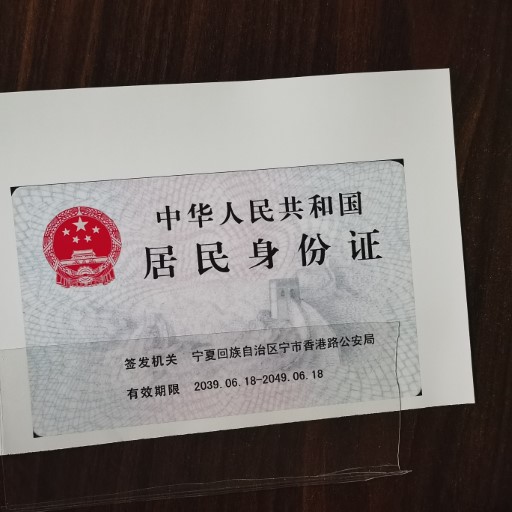 中华人民共和国
居民身份证
签发机关 宁夏回族自治区宁市香港路公安局
有效期限 2039.06.18-2049.06.18